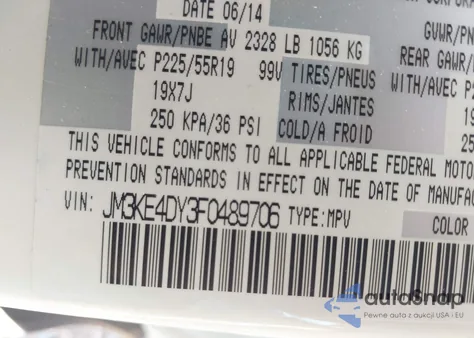 DATE 06/14
FRONT GAWR/PNBE AV 2328 LB 1056 KG
GVWR/
WITH/AVEC P225/55R19 99V TIRES/PNEUS
REAR GAWR/
WITH/AVEC
19X7J RIMS/JANTES
250 KPA/36 PSI COLD/A FROID
THIS VEHICLE CONFORMS TO ALL APPLICABLE FEDERAL MOTO
PREVENTION STANDARDS IN EFFECT ON THE DATE OF MANUFA
VIN: JM3KE4DY3F0489706 TYPE:MPV COLOR
autoSnap
Pewne auta z aukcji USA i EU